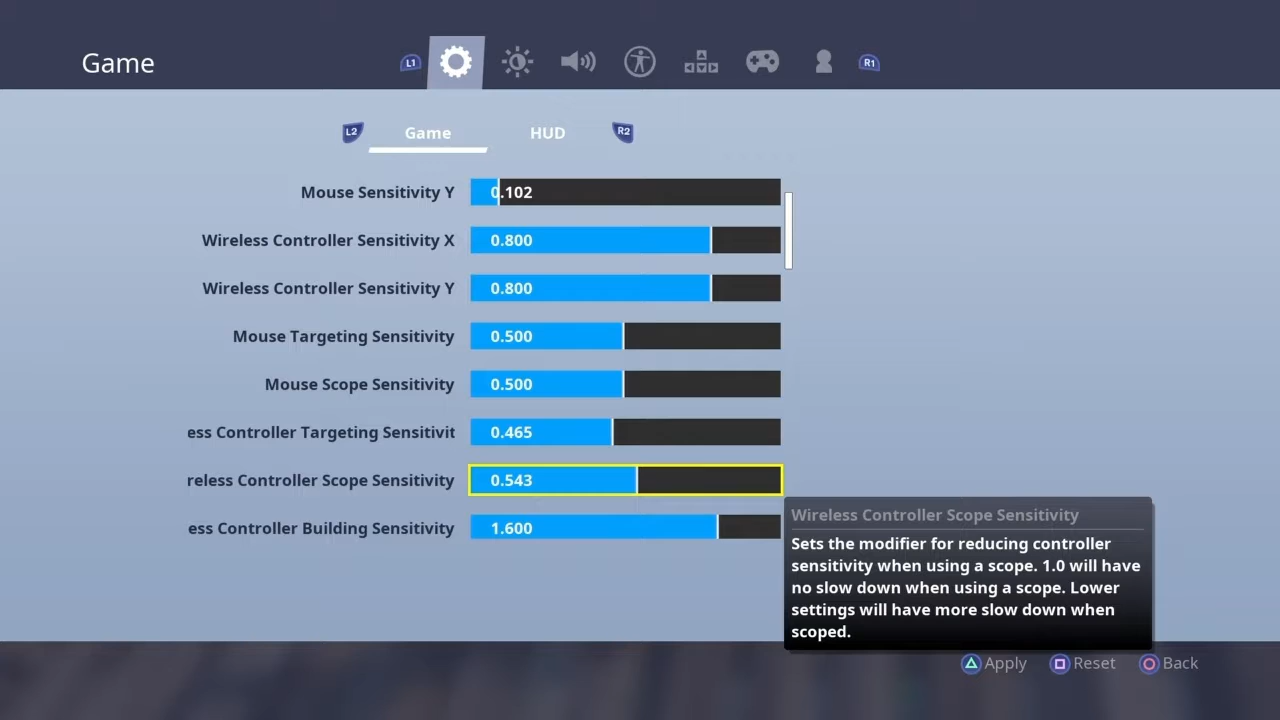 Game
L1
R1
L2
Game
HUD
R2
Mouse Sensitivity Y
0.102
Wireless Controller Sensitivity X
0.800
Wireless Controller Sensitivity Y
0.800
Mouse Targeting Sensitivity
0.500
Mouse Scope Sensitivity
0.500
ess Controller Targeting Sensitivit
0.465
reless Controller Scope Sensitivity
0.543
ess Controller Building Sensitivity
1.600
Wireless Controller Scope Sensitivity
Sets the modifier for reducing controller
sensitivity when using a scope. 1.0 will have
no slow down when using a scope. Lower
settings will have more slow down when
scoped.
Apply
Reset
Back